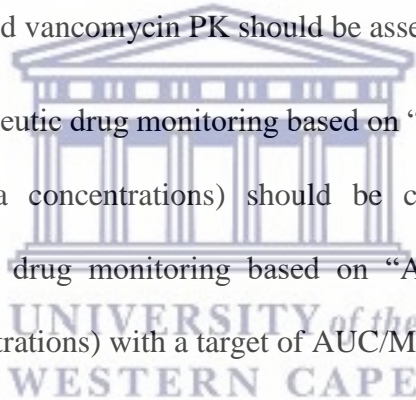 d vancomycin PK should be asse
eutic drug monitoring based on “
a concentrations) should be c
drug monitoring based on “A
UNIVERSITY of the
trations) with a target of AUC/M
WESTERN CAPE